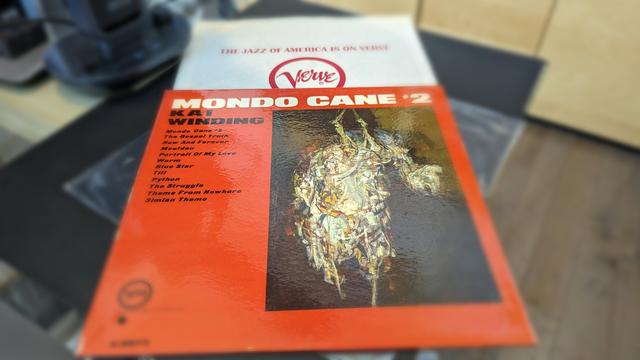 THE JAZZ OF AMERICA IS ON VERVE
Verve
MONDO CANE #2
KAI
WINDING
Mondo Cane #2
The Gospel Truth
Now And Forever
Portrait Of My Love
Warm
Blue Star
Till
Python
The Struggle
Theme From Nowhere
Simian Theme